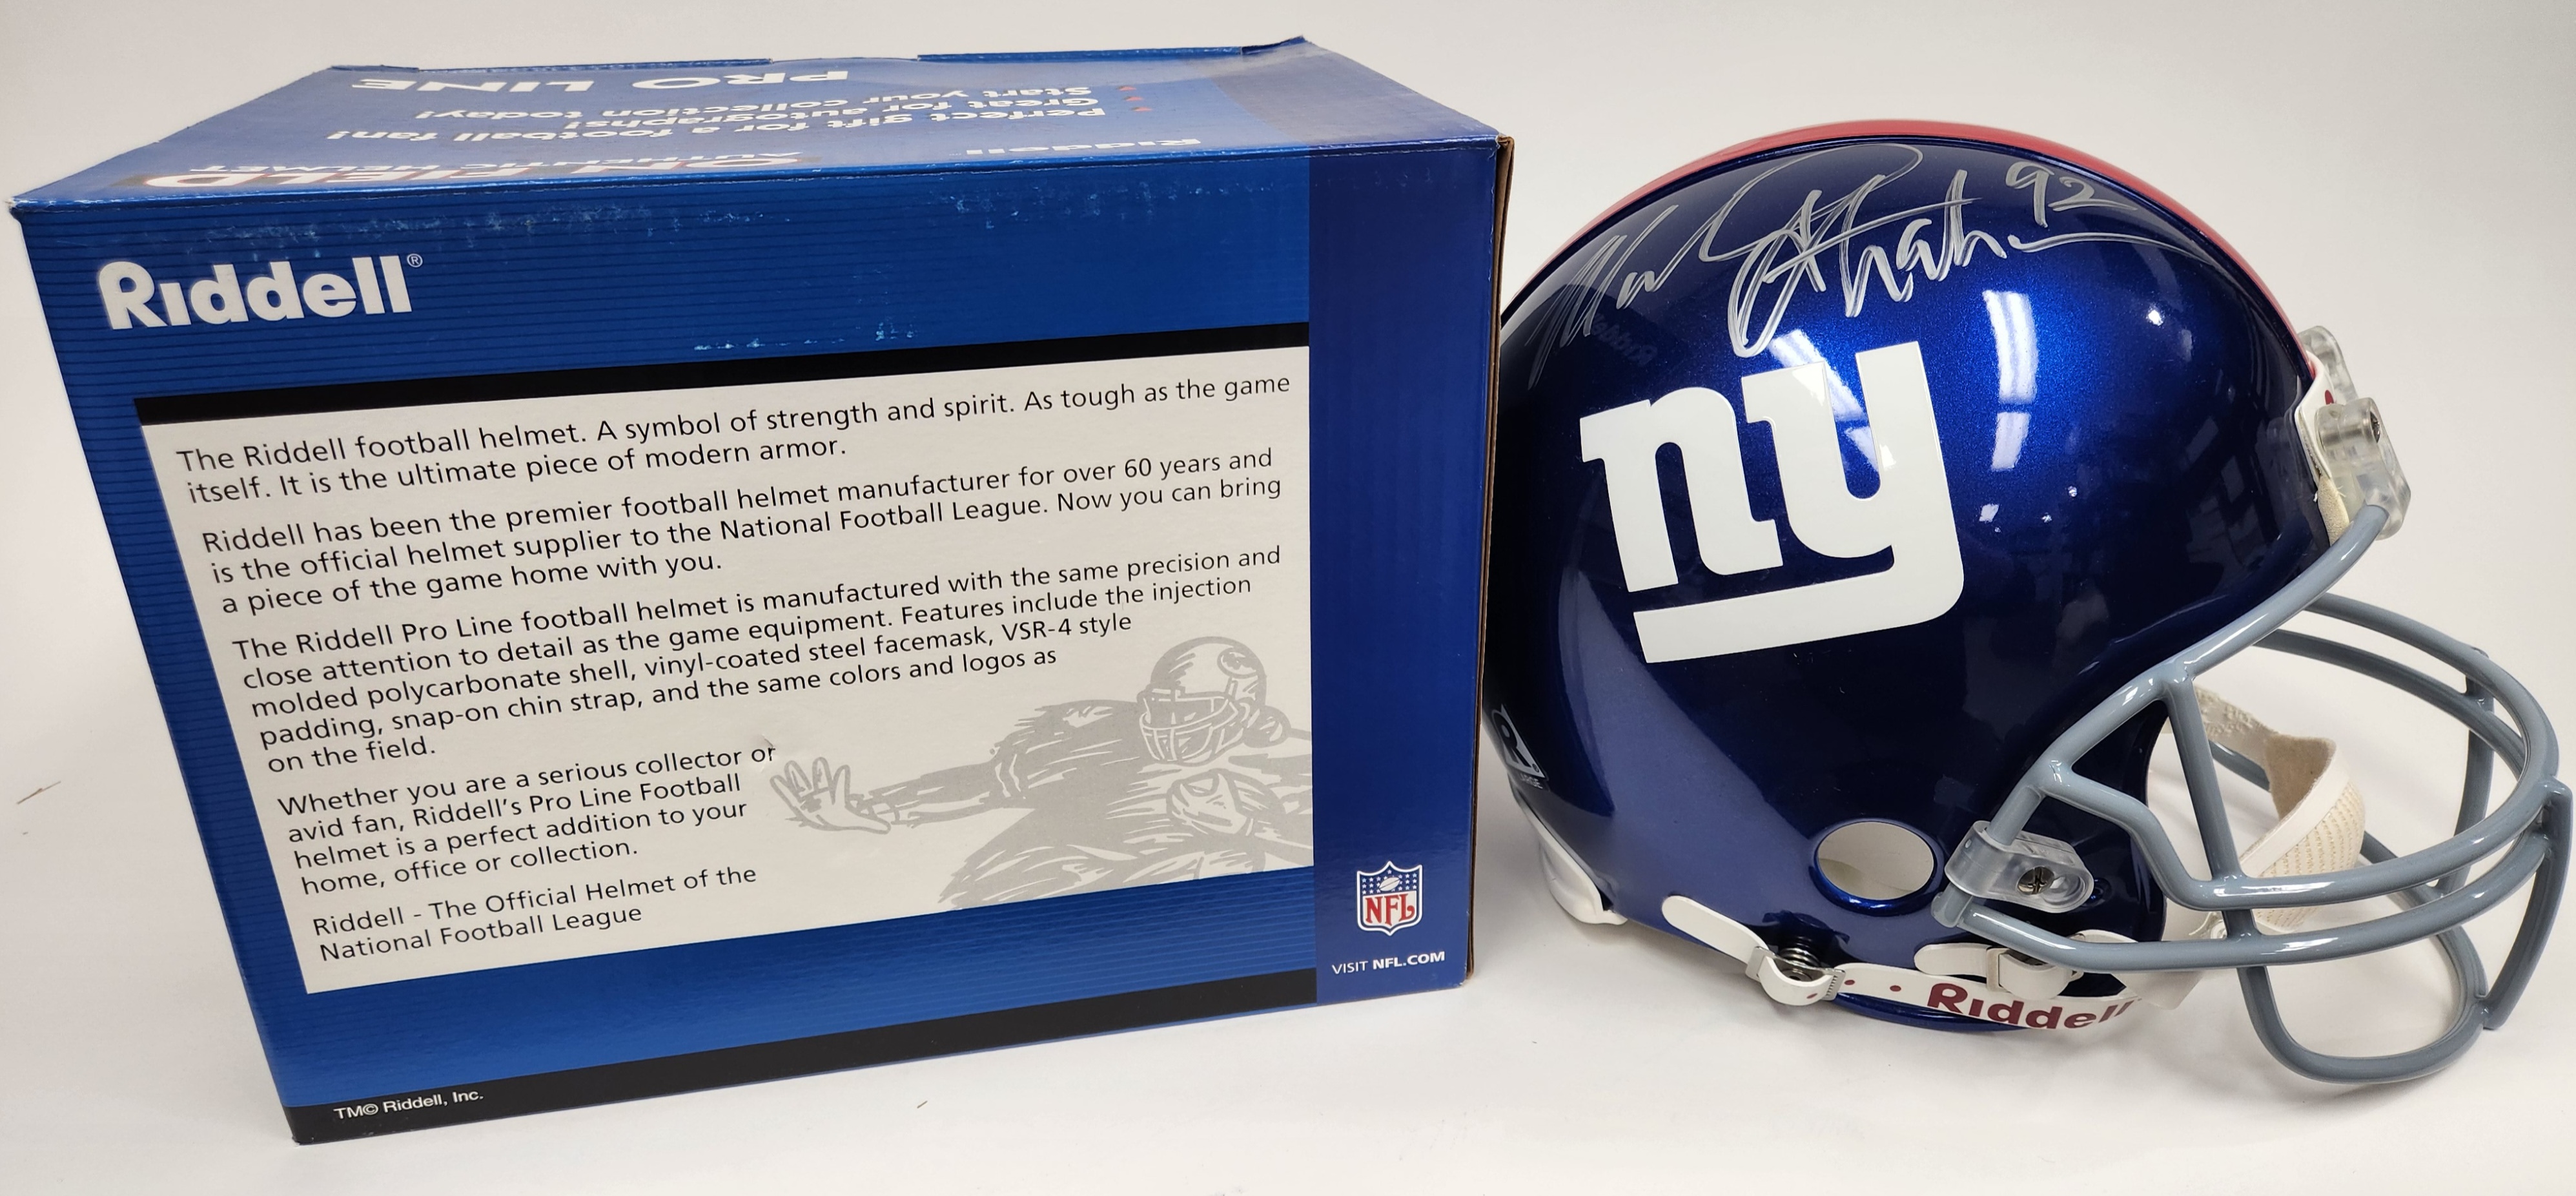 PRO LINE
Start your collection today!
Great for autographs!
Perfect gift for a football fan!
Riddell
ON FIELD
AUTHENTIC HELMET
Riddell®
The Riddell football helmet. A symbol of strength and spirit. As tough as the game
itself. It is the ultimate piece of modern armor.
Riddell has been the premier football helmet manufacturer for over 60 years and
is the official helmet supplier to the National Football League. Now you can bring
a piece of the game home with you.
The Riddell Pro Line football helmet is manufactured with the same precision and
close attention to detail as the game equipment. Features include the injection
molded polycarbonate shell, vinyl-coated steel facemask, VSR-4 style
padding, snap-on chin strap, and the same colors and logos as
on the field.
Whether you are a serious collector or
avid fan, Riddell's Pro Line Football
helmet is a perfect addition to your
home, office or collection.
Riddell - The Official Helmet of the
National Football League
NFL
VISIT NFL.COM
TM© Riddell, Inc.
92
ny
R
Riddell